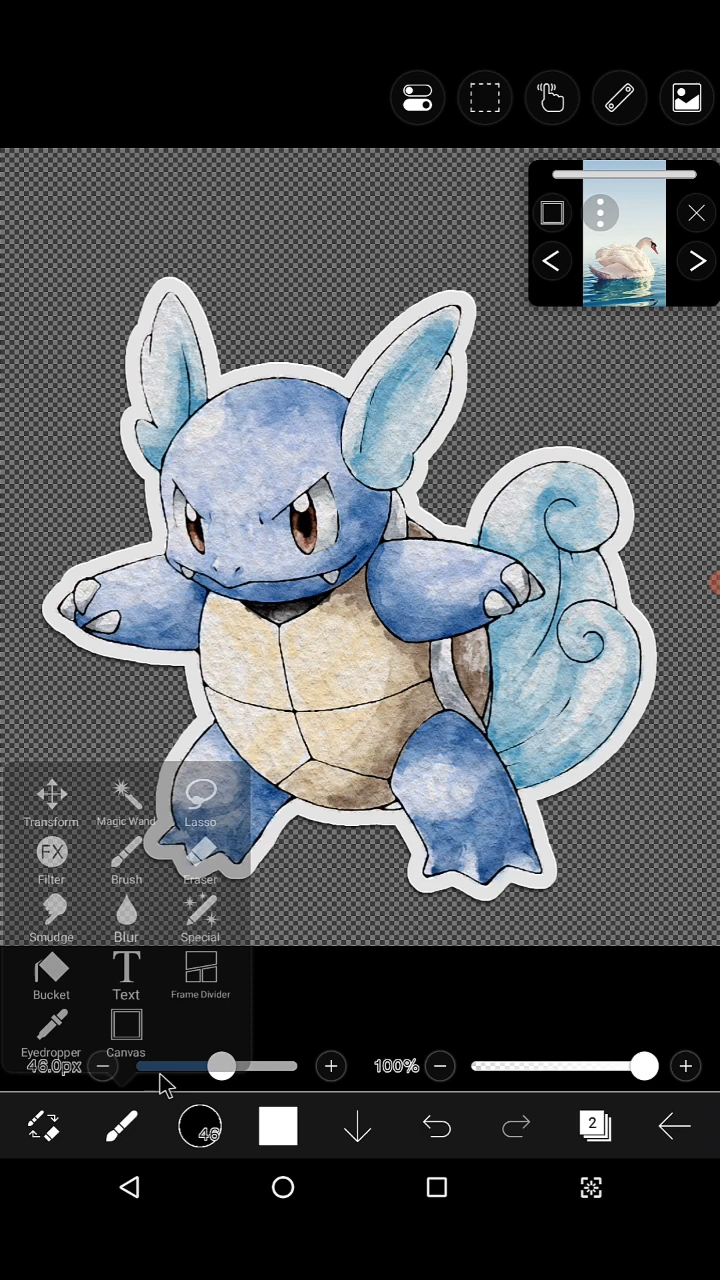 Transform Magic Wand Lasso
FX
Filter Brush Eraser
Smudge Blur Special
T
Bucket Text Frame Divider
Eyedropper Canvas
46.0px 100%
46 2